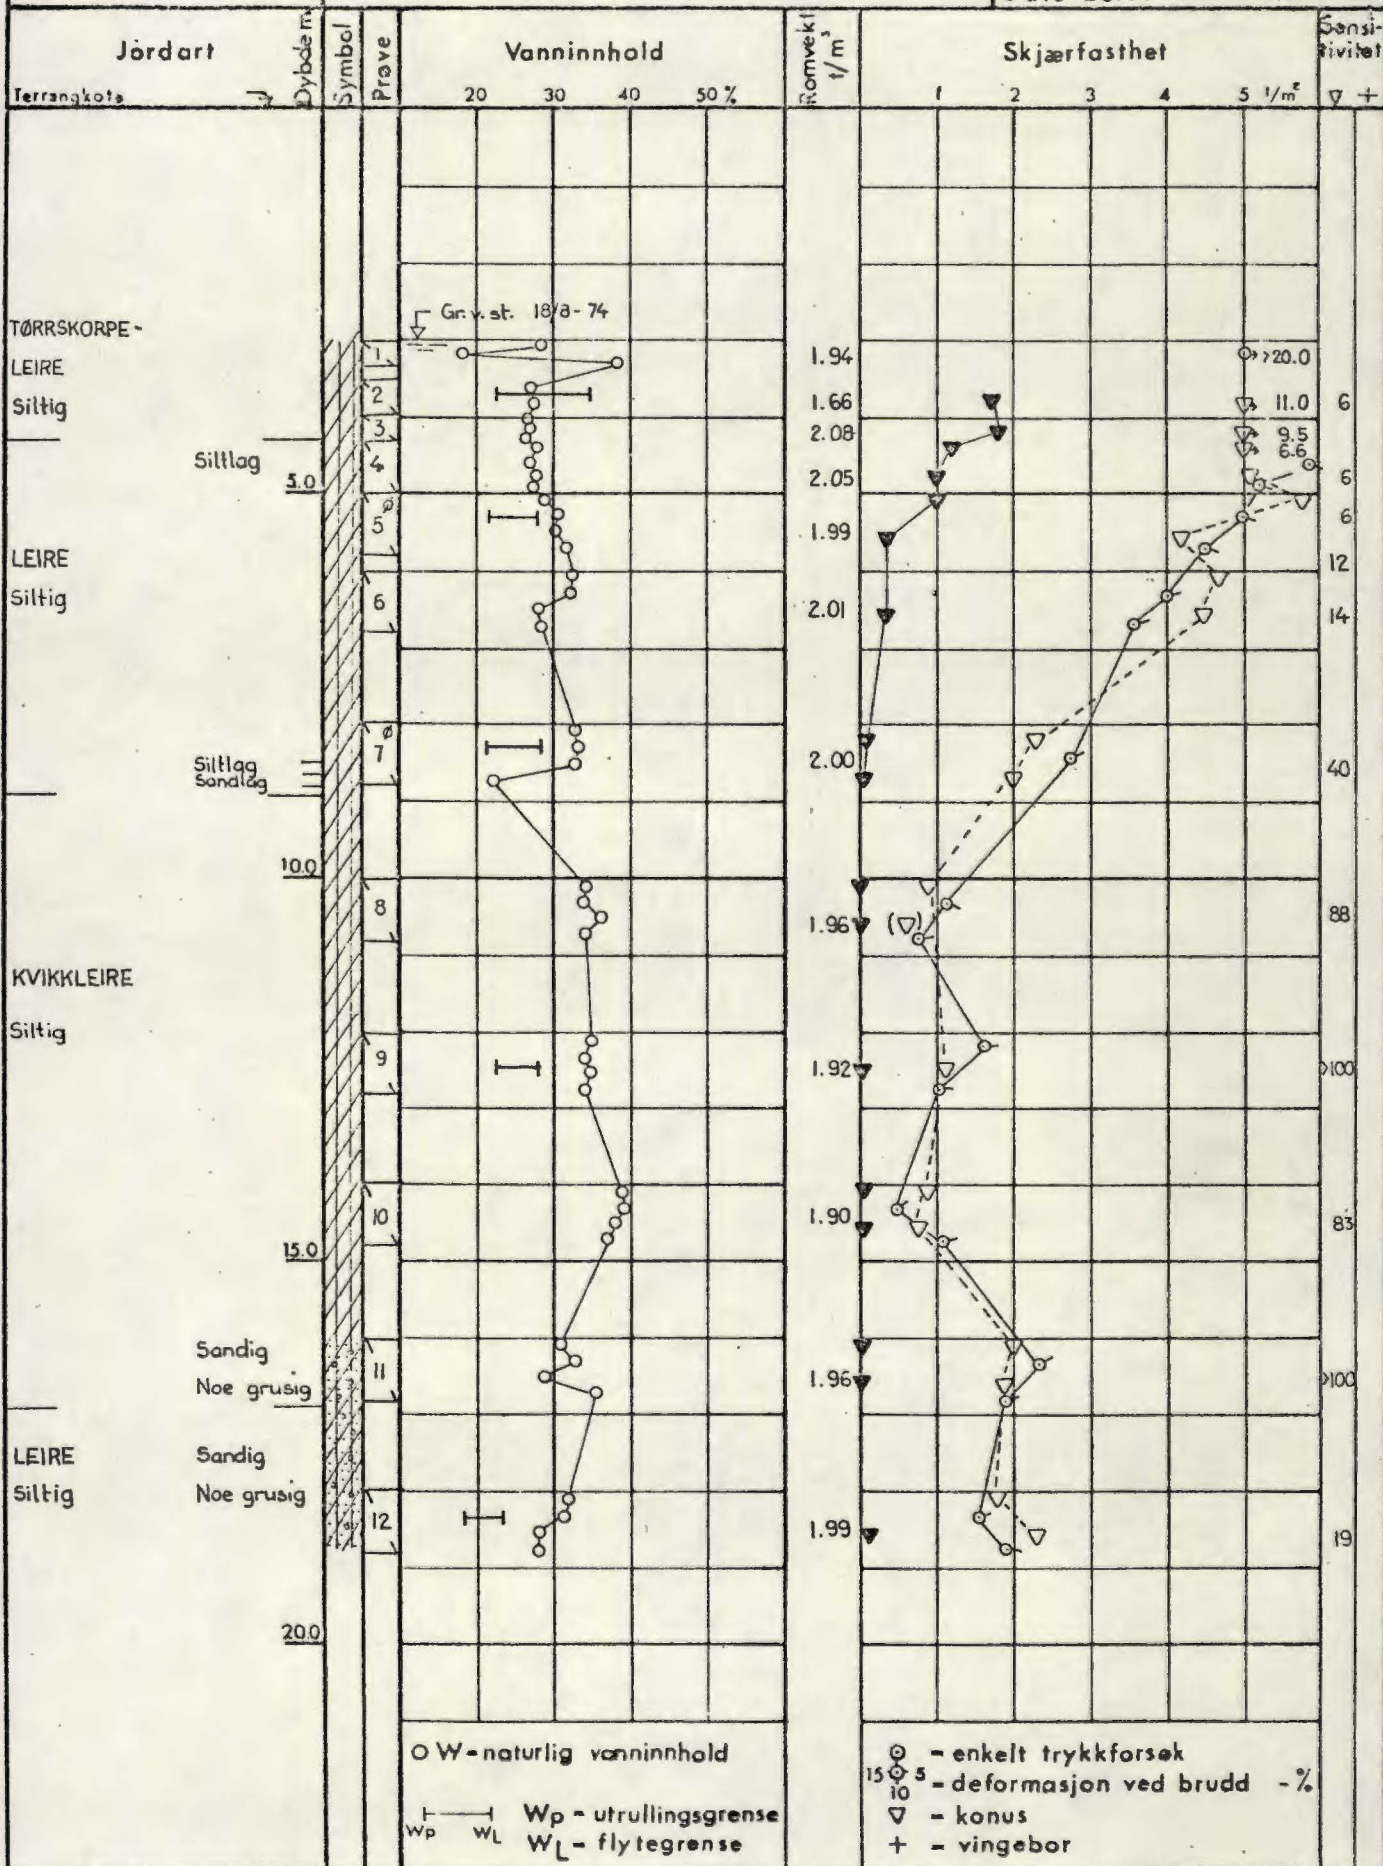 Jordart
Terrangkote
Dybde m
Symbol
Prøve
Vanninnhold
20 30 40 50 %
Romvekt
t/m³
Skjærfasthet
1 2 3 4 5 t/m²
Sensi-
tivitet
▽ +
Gr. v. st. 18/8-74
TØRRSKORPE-
LEIRE
Siltig
Siltlag
5.0
LEIRE
Siltig
Siltlag
Sandlag
10.0
KVIKKLEIRE
Siltig
15.0
Sandig
Noe grusig
LEIRE Sandig
Siltig Noe grusig
20.0
1
2
3
4
5 ø
6
7 ø
8
9
10
11
12
1.94
1.66
2.08
2.05
1.99
2.01
2.00
1.96
1.92
1.90
1.96
1.99
>20.0
11.0
9.5
6.6
( )
6
6
6
12
14
40
88
>100
83
>100
19
O W - naturlig vanninnhold
Wp WL Wp - utrullingsgrense
WL - flytegrense
- enkelt trykkforsøk
15 5 10 - deformasjon ved brudd - %
▽ - konus
+ - vingebor